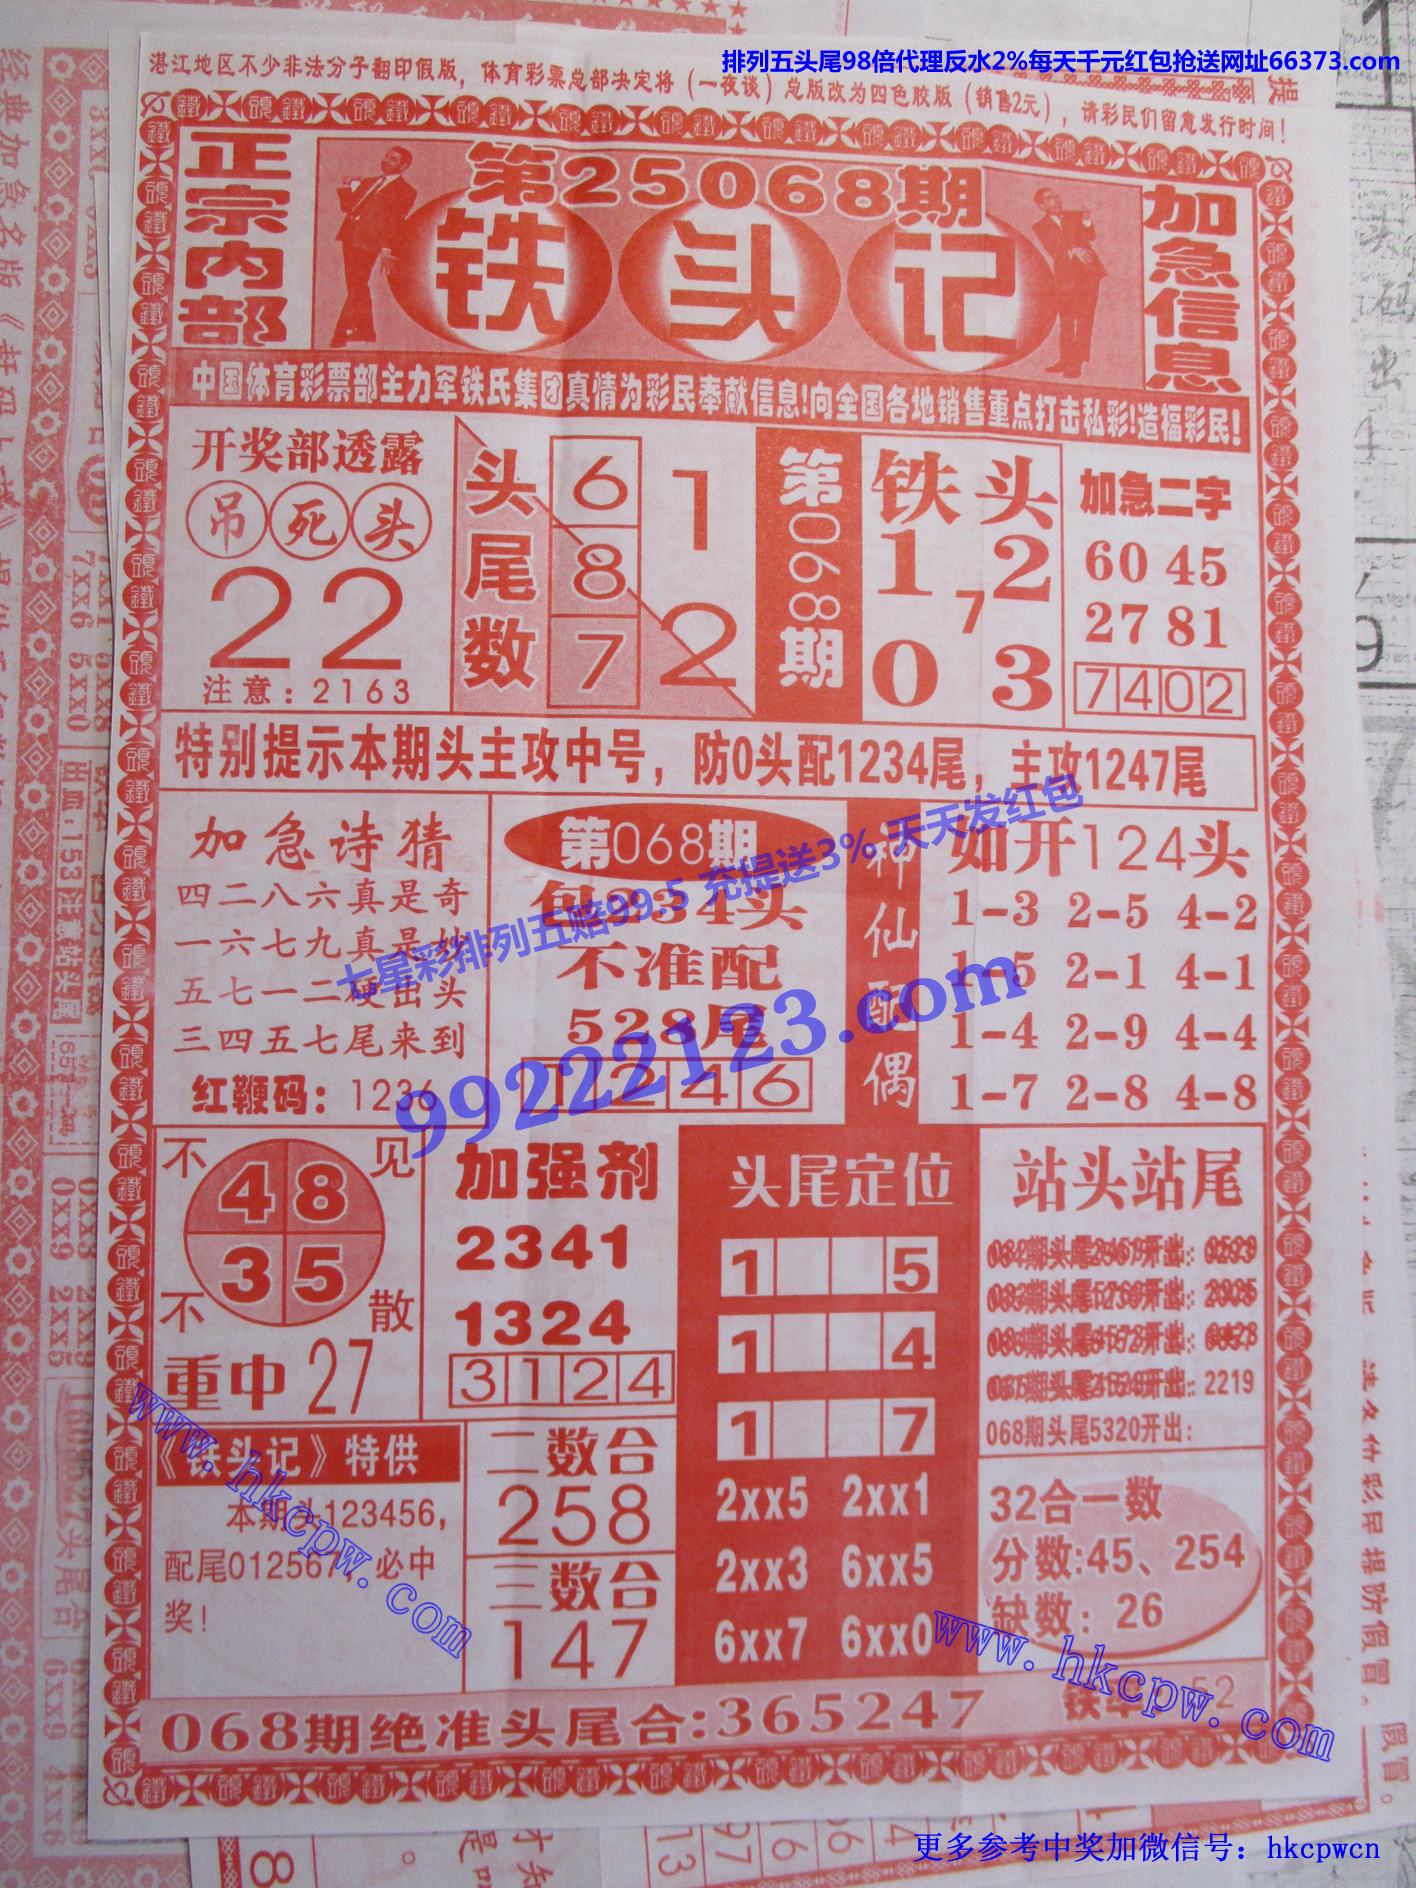 排列五头尾98倍代理反水2%每天千元红包抢送网址66373.com
湛江地区不少非法分子翻印假版，体育彩票总部决定将（一夜谈）总版改为四色胶版（销售2元），请彩民们留意发行时间！
正宗内部
第25068期
铁头记
加急信息
中国体育彩票部主力军铁氏集团真情为彩民奉献信息!向全国各地销售重点打击私彩!造福彩民!
开奖部透露
吊死头
22
注意：2163
头尾数
6
8
7
1
2
第068期
铁头
1 2
7
0 3
加急二字
60 45
27 81
7402
特别提示本期头主攻中号，防0头配1234尾，主攻1247尾
加急诗猜
四二八六真是奇
一六七九真是妙
五七一二硬出头
三四五七尾来到
红鞭码：1236
第068期
包234头
不准配
528尾
1246
神仙配偶
如开124头
1-3 2-5 4-2
1-5 2-1 4-1
1-4 2-9 4-4
1-7 2-8 4-8
七星彩排列五赔99.5 充提送3% 天天发红包
99222123.com
不见
48
35
不散
重中27
加强剂
2341
1324
3124
头尾定位
1 5
1 4
1 7
2xx5 2xx1
2xx3 6xx5
6xx7 6xx0
站头站尾
2219
068期头尾5320开出:
《铁头记》特供
本期头123456，
配尾012567，必中
奖！
二数合
258
三数合
147
32合一数
分数:45、254
缺数：26
068期绝准头尾合:365247
www.hkcpw.com
www.hkcpw.com
更多参考中奖加微信号：hkcpwcn